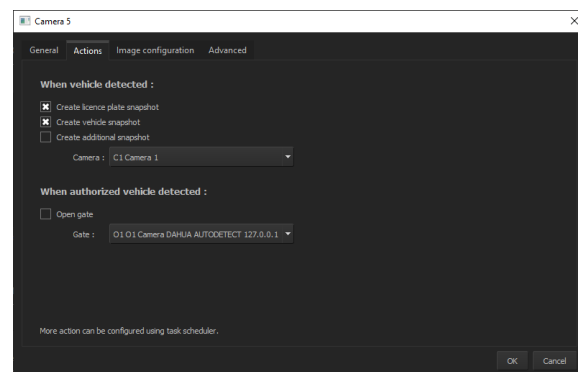 Camera 5
General Actions Image configuration Advanced
When vehicle detected :
Create licence plate snapshot
Create vehicle snapshot
Create additional snapshot
Camera : C1 Camera 1
When authorized vehicle detected :
Open gate
Gate : O1 O1 Camera DAHUA AUTODETECT 127.0.0.1
More action can be configured using task scheduler.
OK Cancel